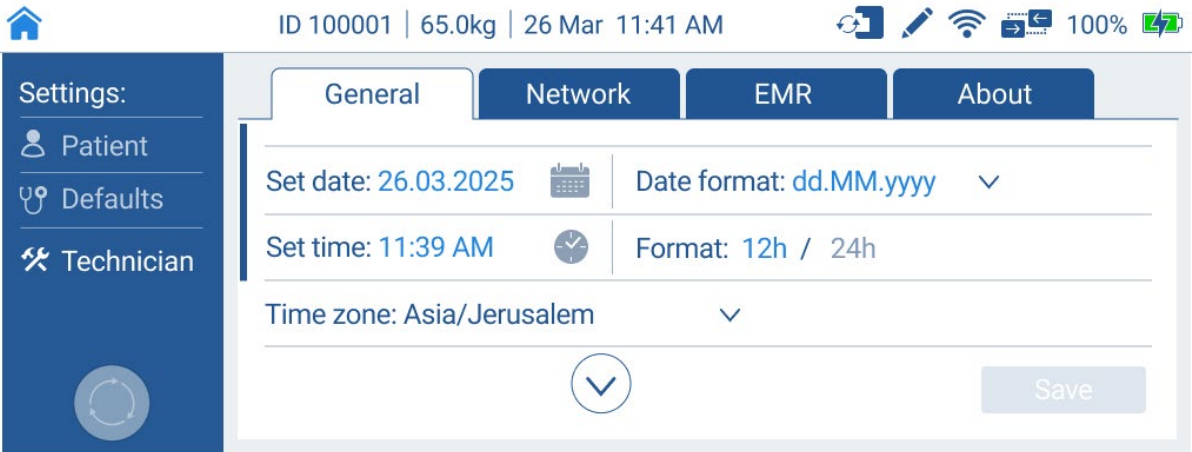 ID 100001 | 65.0kg | 26 Mar 11:41 AM 100%
Settings:
Patient
Defaults
Technician
General Network EMR About
Set date: 26.03.2025 Date format: dd.MM.yyyy
Set time: 11:39 AM Format: 12h / 24h
Time zone: Asia/Jerusalem
Save